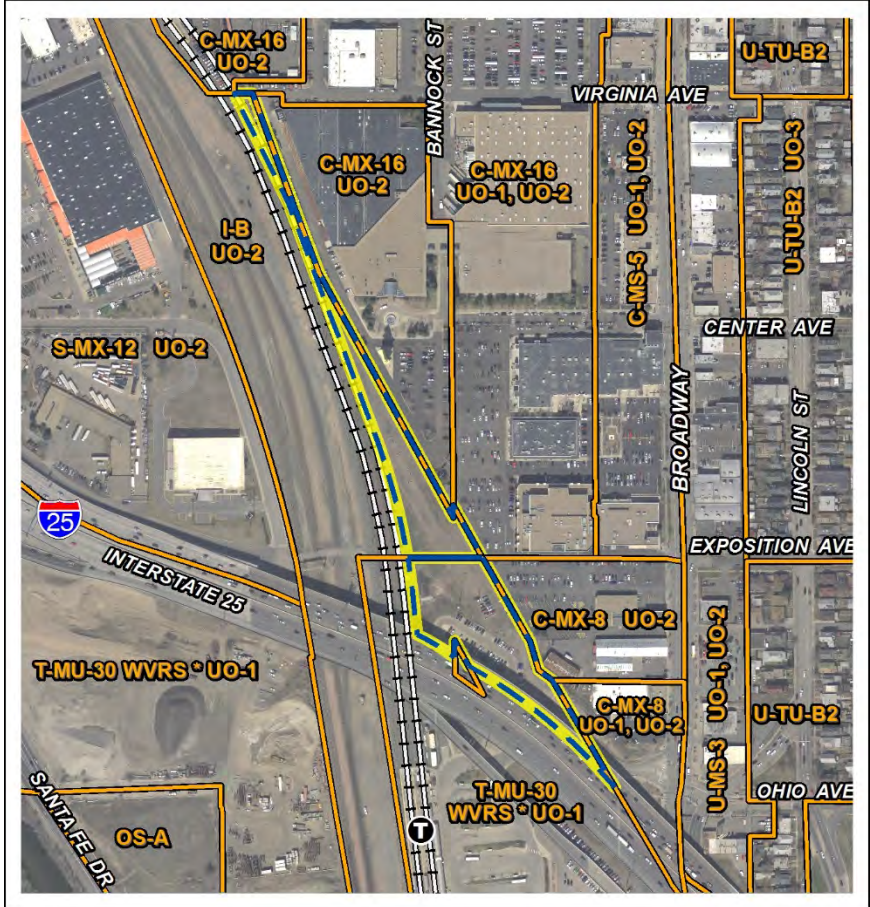 C-MX-16
UO-2
BANNOCK ST
U-TU-B2
VIRGINIA AVE
C-MX-16
UO-2
C-MX-16
UO-1, UO-2
C-MS-5 UO-1, UO-2
U-TU-B2 UO-3
I-B
UO-2
S-MX-12 UO-2
CENTER AVE
BROADWAY
LINCOLN ST
25
INTERSTATE 25
EXPOSITION AVE
C-MX-8 UO-2
T-MU-30 WVRS * UO-1
C-MX-8
UO-1, UO-2
U-MS-3 UO-1, UO-2
U-TU-B2
SANTA FE DR
OS-A
T-MU-30
WVRS * UO-1
OHIO AVE
T